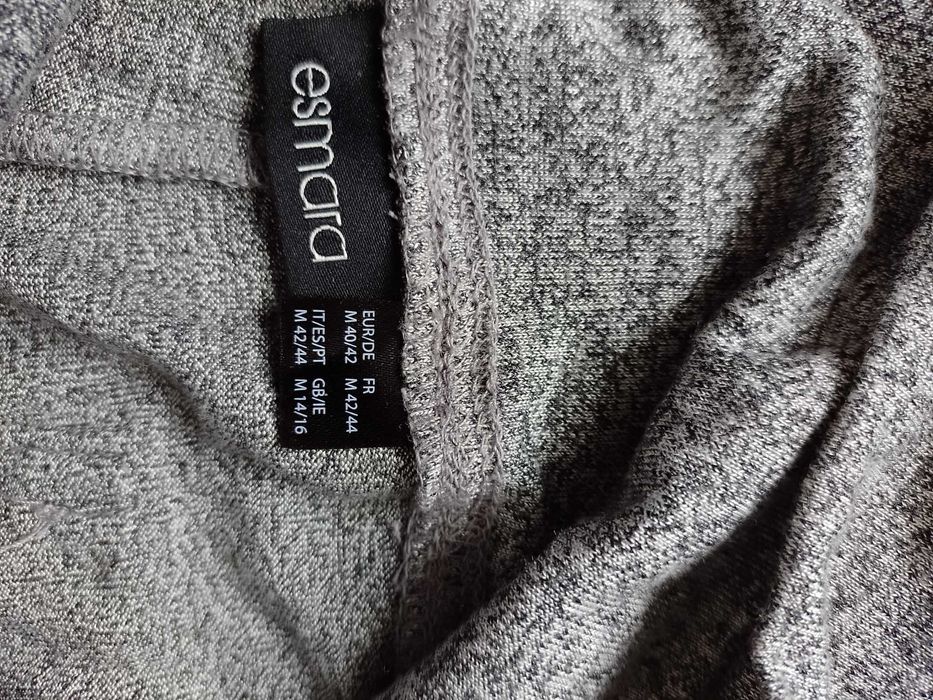 esmara
EUR/DE FR
M 40/42 M 42/44
IT/ES/PT GB/IE
M 42/44 M 14/16